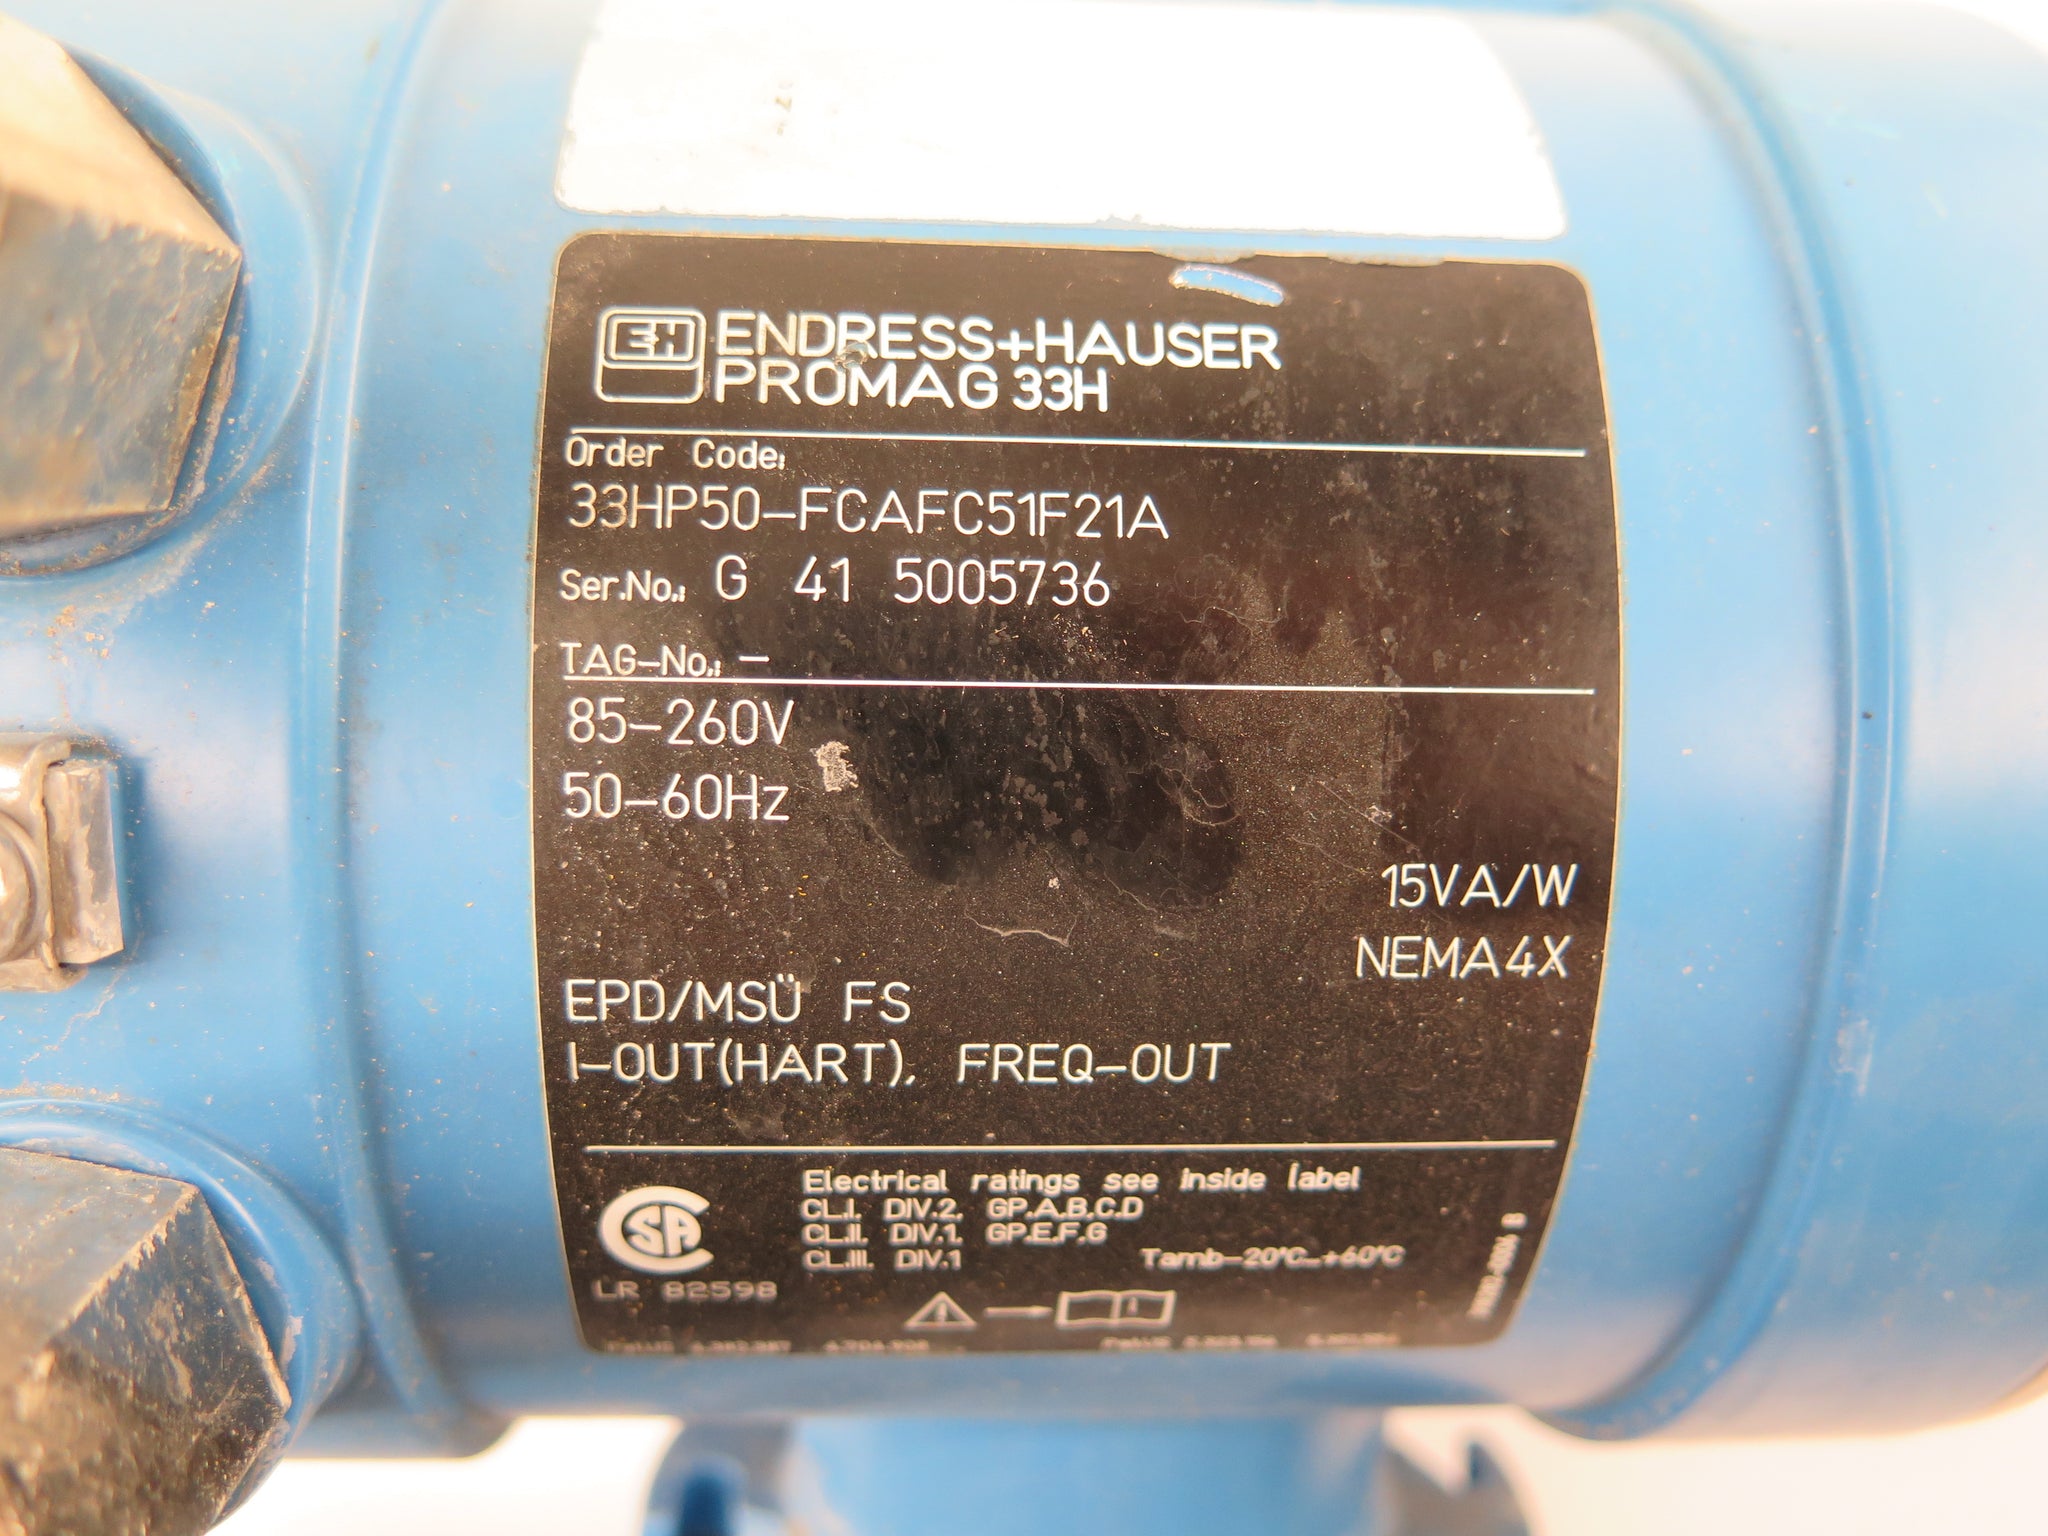 E+H ENDRESS+HAUSER
PROMAG 33H
Order Code:
33HP50-FCAFC51F21A
Ser.No.: G 41 5005736
TAG-No.: -
85-260V
50-60Hz
15VA/W
NEMA4X
EPD/MSÜ FS
I-OUT(HART), FREQ-OUT
Electrical ratings see inside label
CL.I. DIV.2. GP.A.B.C.D
CL.II. DIV.1. GP.E.F.G
CL.III. DIV.1 Tamb-20°C...+60°C
CSA
LR 82598